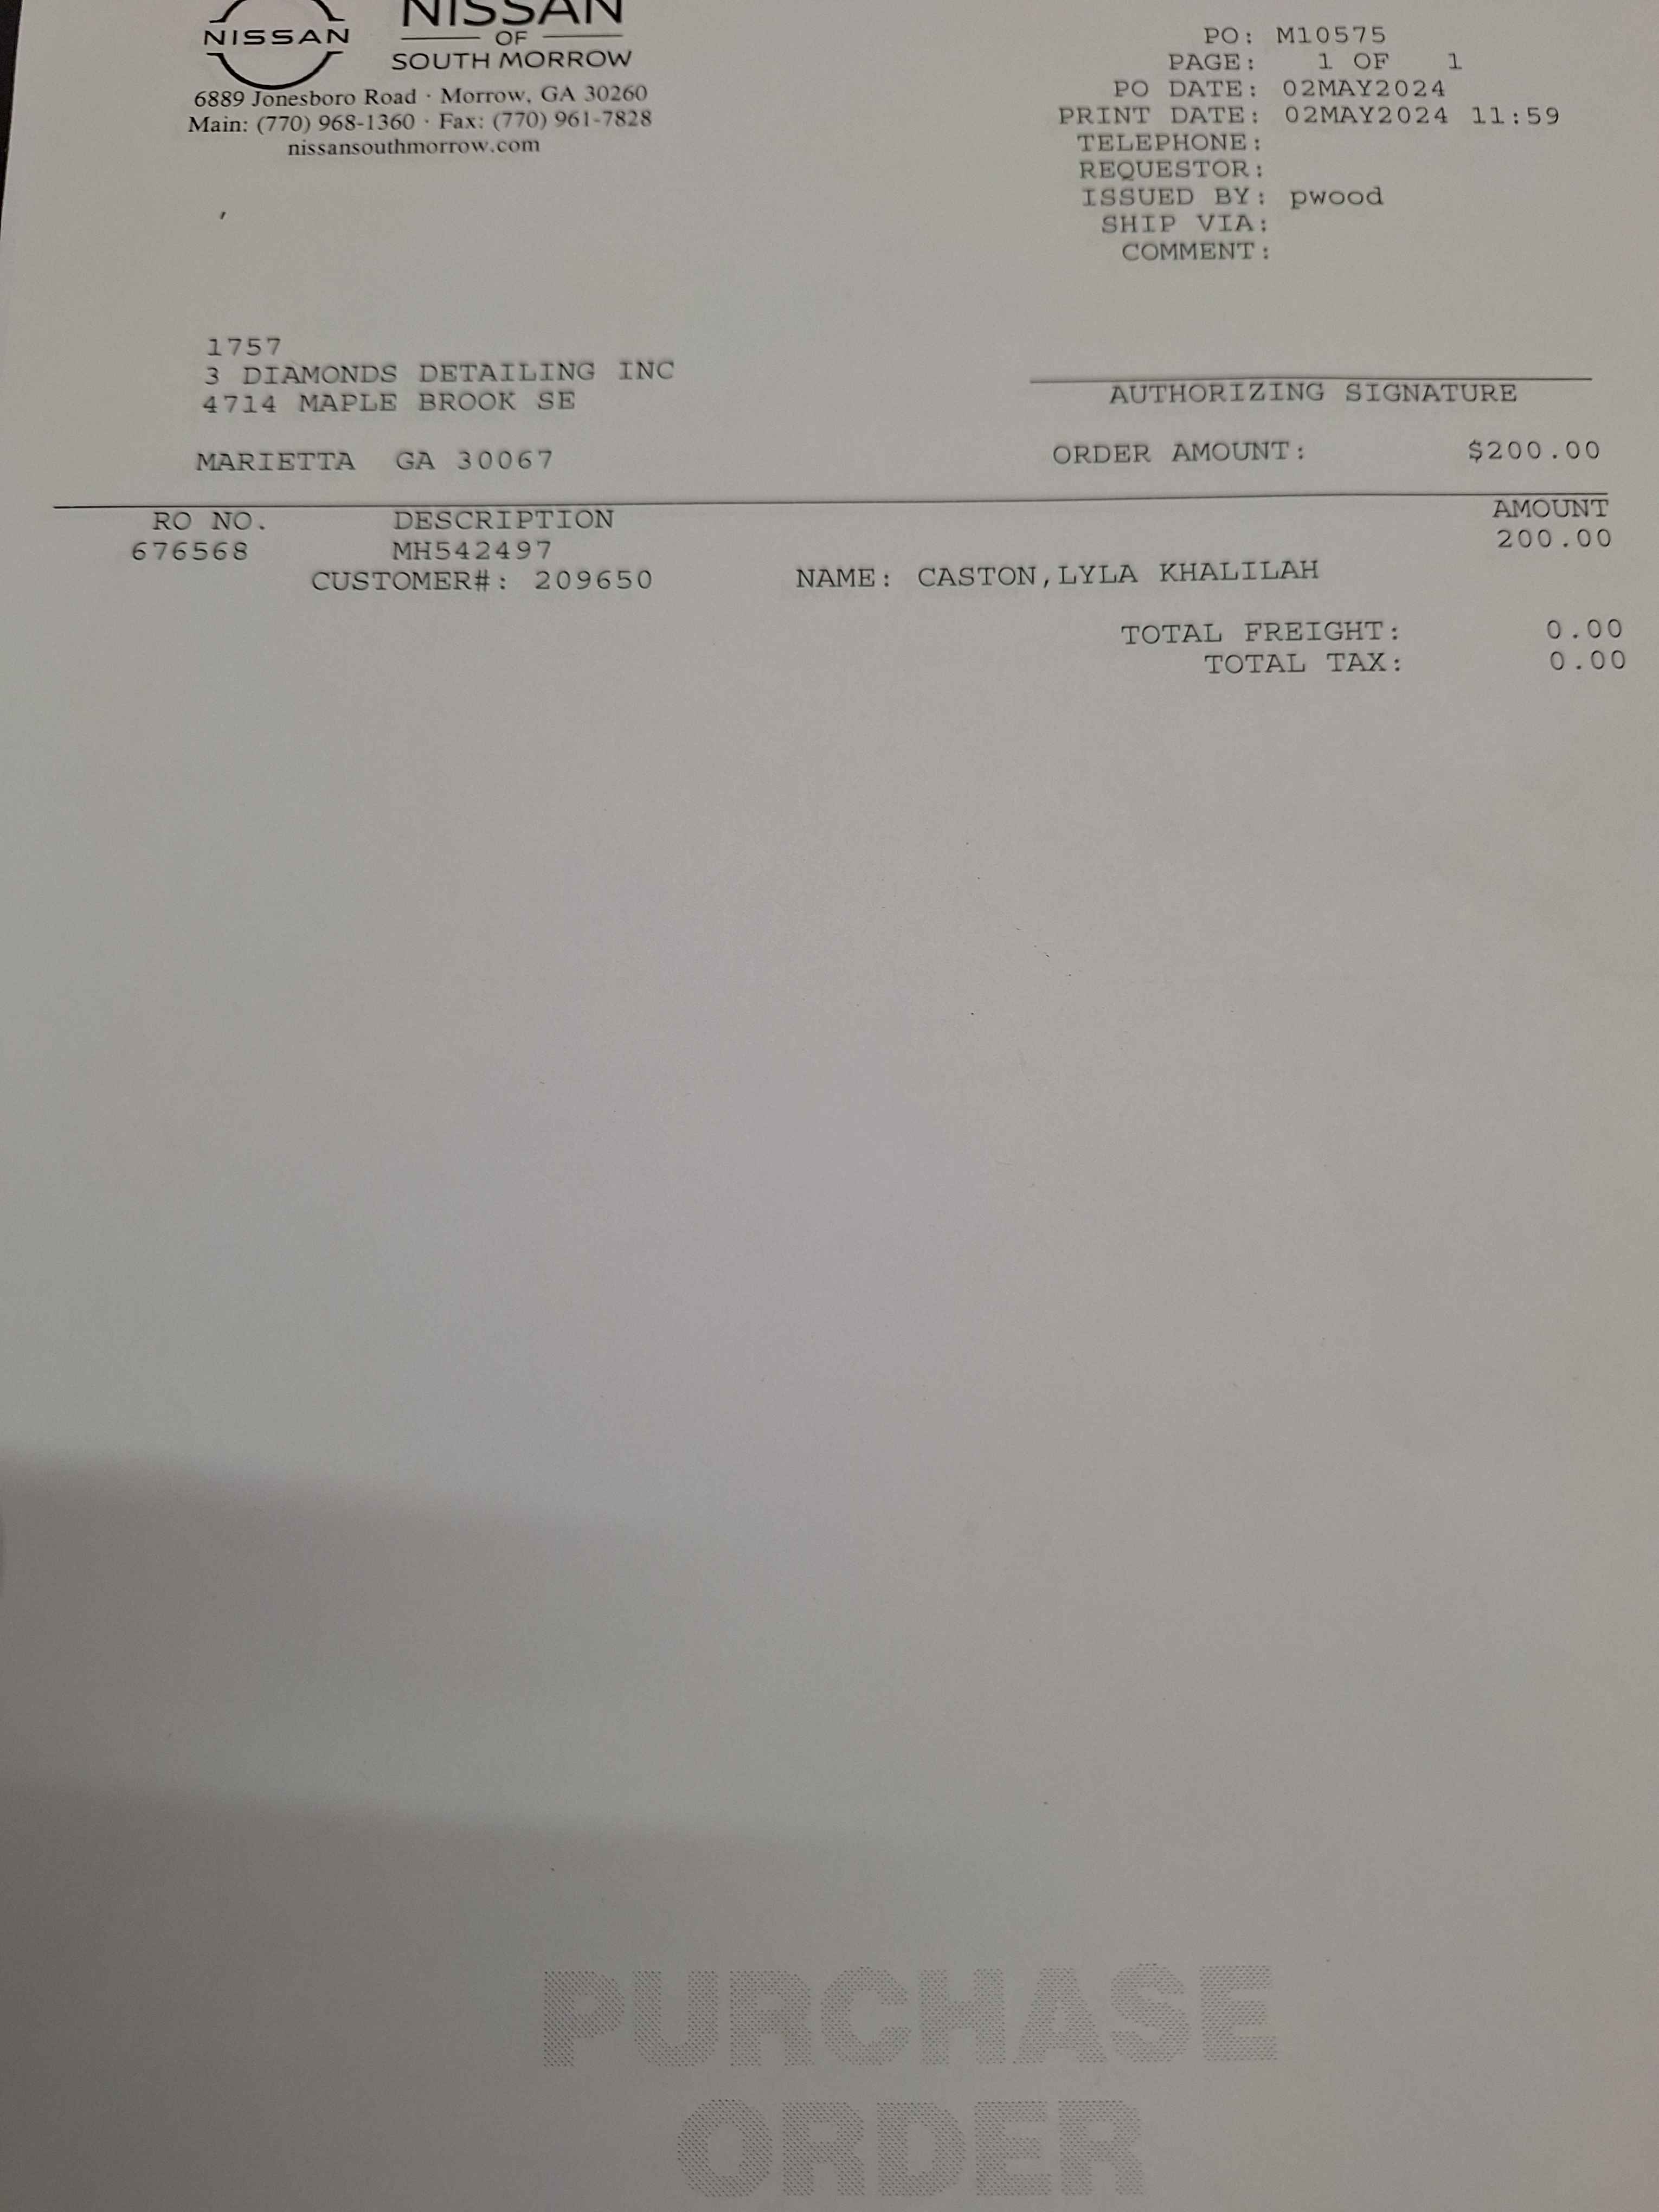 NISSAN
NISSAN
OF
SOUTH MORROW
6889 Jonesboro Road · Morrow, GA 30260
Main: (770) 968-1360 · Fax: (770) 961-7828
nissansouthmorrow.com
PO: M10575
PAGE: 1 OF 1
PO DATE: 02MAY2024
PRINT DATE: 02MAY2024 11:59
TELEPHONE:
REQUESTOR:
ISSUED BY: pwood
SHIP VIA:
COMMENT:
1757
3 DIAMONDS DETAILING INC
4714 MAPLE BROOK SE
MARIETTA GA 30067
AUTHORIZING SIGNATURE
ORDER AMOUNT: $200.00
RO NO. DESCRIPTION AMOUNT
676568 MH542497 200.00
CUSTOMER#: 209650 NAME: CASTON,LYLA KHALILAH
TOTAL FREIGHT: 0.00
TOTAL TAX: 0.00
PURCHASE
ORDER